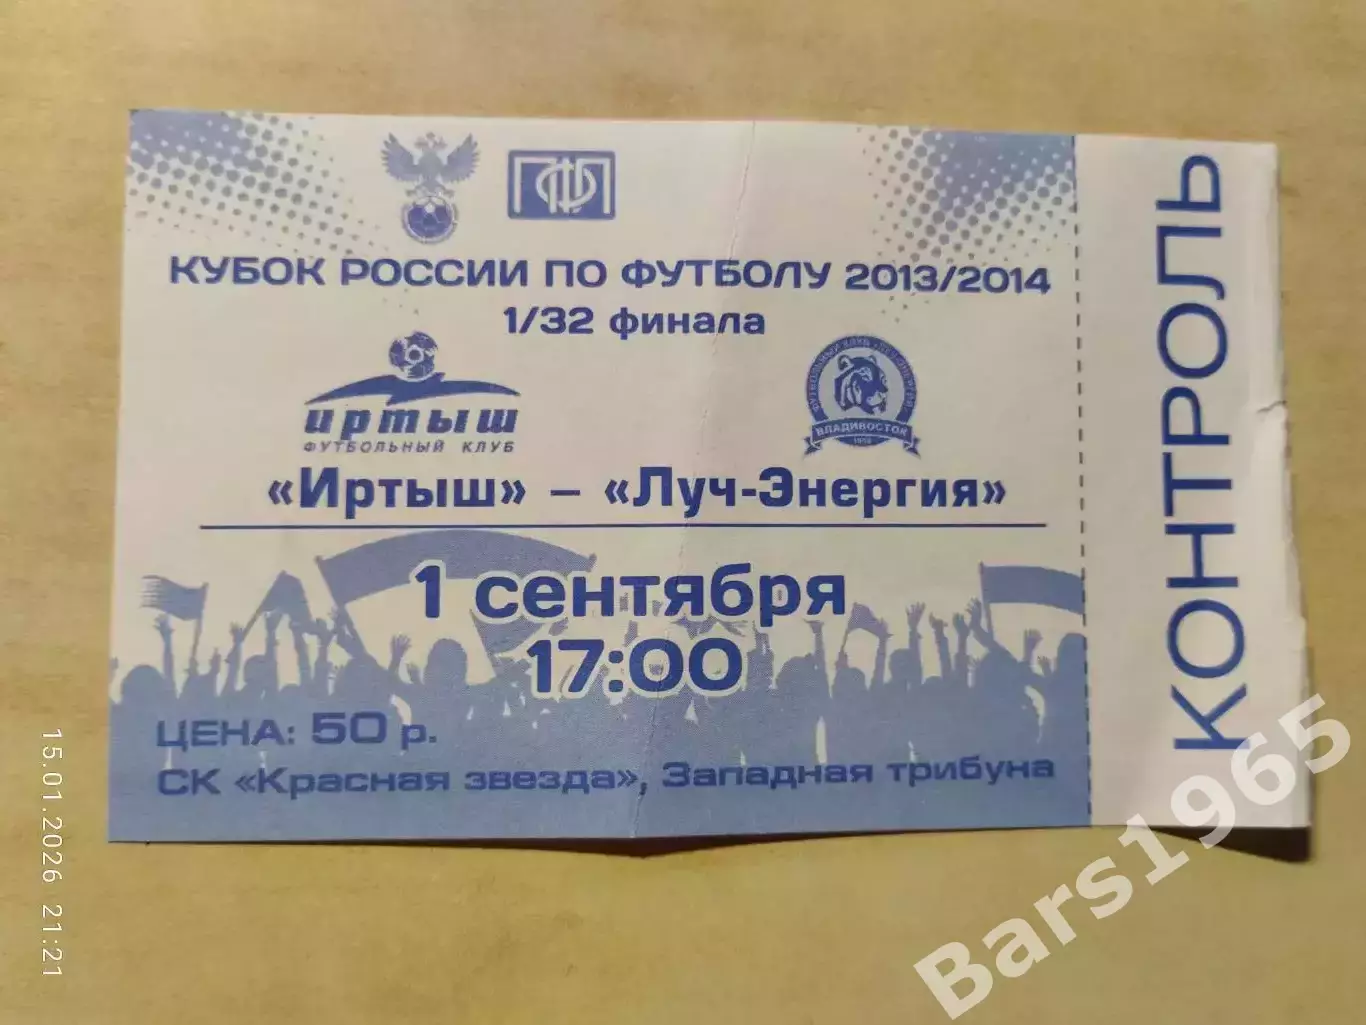 ПФЛ
КУБОК РОССИИ ПО ФУТБОЛУ 2013/2014
1/32 финала
ИРТЫШ
ФУТБОЛЬНЫЙ КЛУБ
ВЛАДИВОСТОК
«Иртыш» – «Луч-Энергия»
1 сентября
17:00
ЦЕНА: 50 р.
СК «Красная звезда», Западная трибуна
КОНТРОЛЬ
15.01.2026 21:21
Bars1965